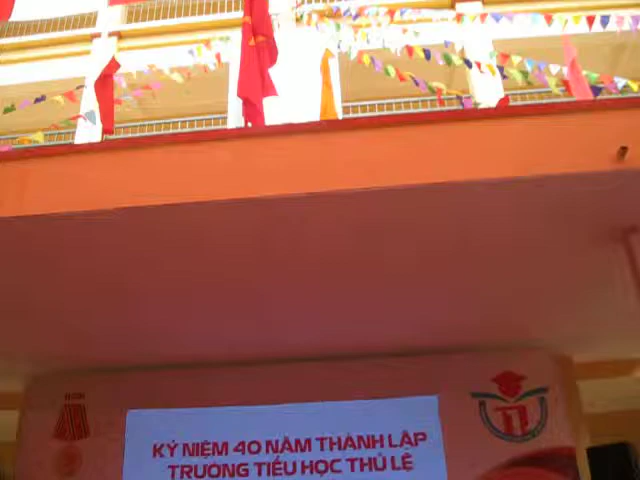 KỶ NIỆM 40 NĂM THÀNH LẬP
TRƯỜNG TIỂU HỌC THỦ LỆ